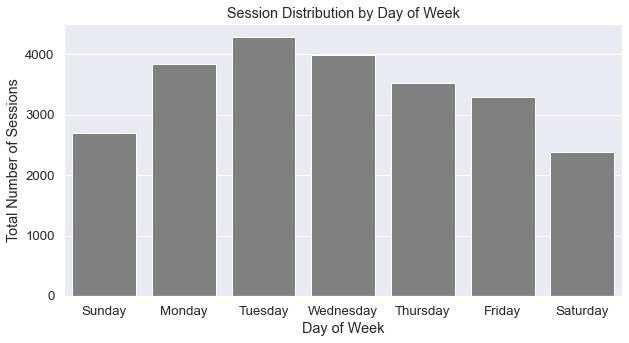 Session Distribution by Day of Week
Total Number of Sessions
4000
3000
2000
1000
0
Sunday Monday Tuesday Wednesday Thursday Friday Saturday
Day of Week